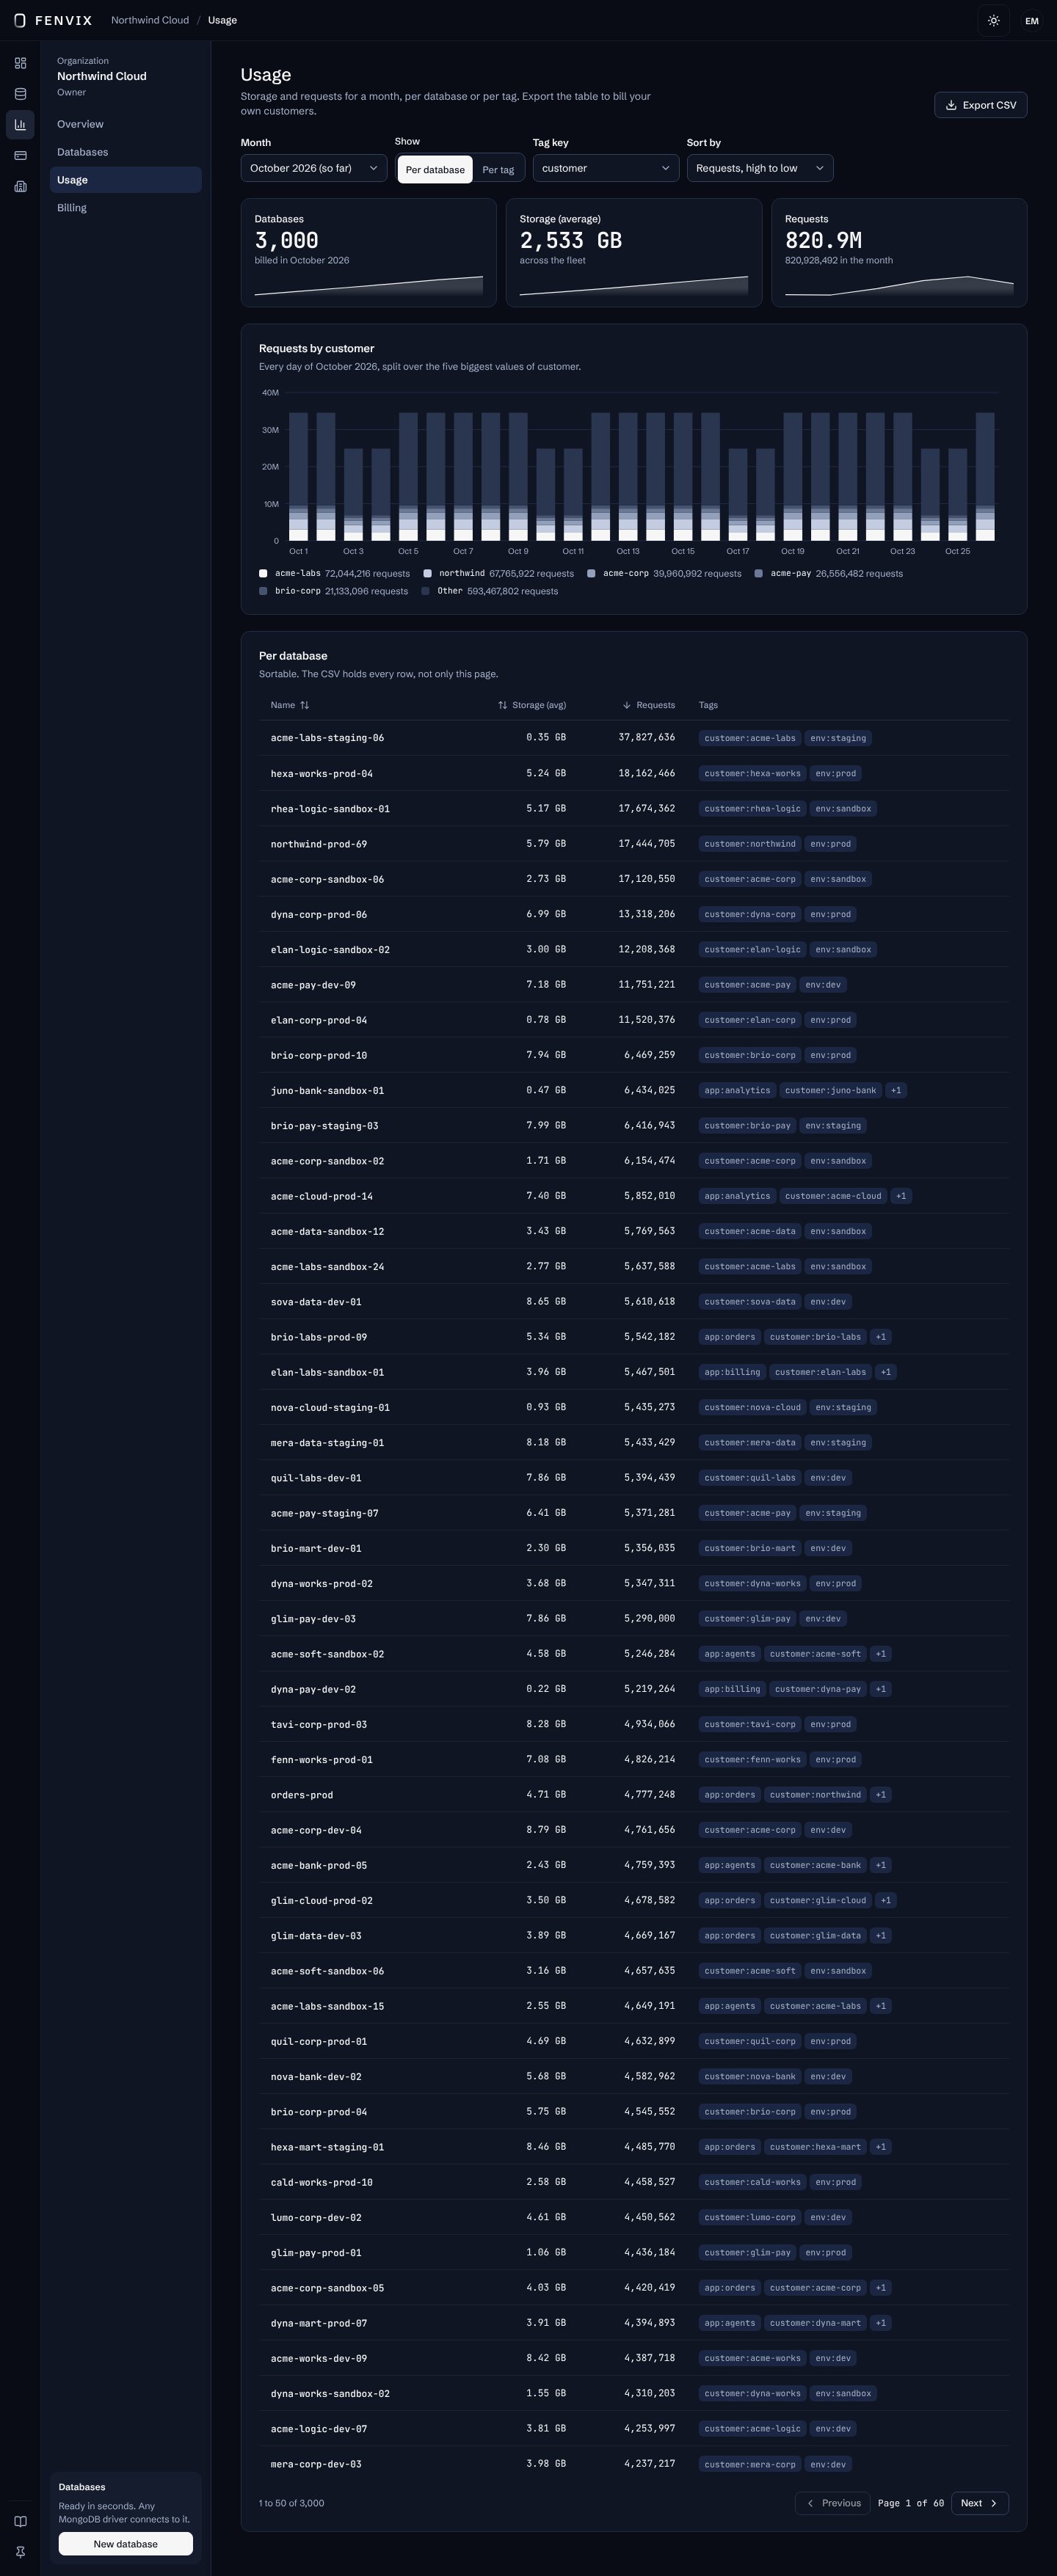 FENVIX
Northwind Cloud / Usage
EM
Organization
Northwind Cloud
Owner
Overview
Databases
Usage
Billing
Usage
Storage and requests for a month, per database or per tag. Export the table to bill your
own customers.
Export CSV
Month
Show
Tag key
Sort by
October 2026 (so far)
Per database
Per tag
customer
Requests, high to low
Databases
3,000
billed in October 2026
Storage (average)
2,533 GB
across the fleet
Requests
820.9M
820,928,492 in the month
Requests by customer
Every day of October 2026, split over the five biggest values of customer.
40M
30M
20M
10M
0
Oct 1 Oct 3 Oct 5 Oct 7 Oct 9 Oct 11 Oct 13 Oct 15 Oct 17 Oct 19 Oct 21 Oct 23 Oct 25
acme-labs 72,044,216 requests northwind 67,765,922 requests acme-corp 39,960,992 requests acme-pay 26,556,482 requests
brio-corp 21,133,096 requests Other 593,467,802 requests
Per database
Sortable. The CSV holds every row, not only this page.
Name Storage (avg) Requests Tags
acme-labs-staging-06 0.35 GB 37,827,636 customer:acme-labs env:staging
hexa-works-prod-04 5.24 GB 18,162,466 customer:hexa-works env:prod
rhea-logic-sandbox-01 5.17 GB 17,674,362 customer:rhea-logic env:sandbox
northwind-prod-69 5.79 GB 17,444,705 customer:northwind env:prod
acme-corp-sandbox-06 2.73 GB 17,120,550 customer:acme-corp env:sandbox
dyna-corp-prod-06 6.99 GB 13,318,206 customer:dyna-corp env:prod
elan-logic-sandbox-02 3.00 GB 12,208,368 customer:elan-logic env:sandbox
acme-pay-dev-09 7.18 GB 11,751,221 customer:acme-pay env:dev
elan-corp-prod-04 0.78 GB 11,520,376 customer:elan-corp env:prod
brio-corp-prod-10 7.94 GB 6,469,259 customer:brio-corp env:prod
juno-bank-sandbox-01 0.47 GB 6,434,025 app:analytics customer:juno-bank +1
brio-pay-staging-03 7.99 GB 6,416,943 customer:brio-pay env:staging
acme-corp-sandbox-02 1.71 GB 6,154,474 customer:acme-corp env:sandbox
acme-cloud-prod-14 7.40 GB 5,852,010 app:analytics customer:acme-cloud +1
acme-data-sandbox-12 3.43 GB 5,769,563 customer:acme-data env:sandbox
acme-labs-sandbox-24 2.77 GB 5,637,588 customer:acme-labs env:sandbox
sova-data-dev-01 8.65 GB 5,610,618 customer:sova-data env:dev
brio-labs-prod-09 5.34 GB 5,542,182 app:orders customer:brio-labs +1
elan-labs-sandbox-01 3.96 GB 5,467,501 app:billing customer:elan-labs +1
nova-cloud-staging-01 0.93 GB 5,435,273 customer:nova-cloud env:staging
mera-data-staging-01 8.18 GB 5,433,429 customer:mera-data env:staging
quil-labs-dev-01 7.86 GB 5,394,439 customer:quil-labs env:dev
acme-pay-staging-07 6.41 GB 5,371,281 customer:acme-pay env:staging
brio-mart-dev-01 2.30 GB 5,356,035 customer:brio-mart env:dev
dyna-works-prod-02 3.68 GB 5,347,311 customer:dyna-works env:prod
glim-pay-dev-03 7.86 GB 5,290,000 customer:glim-pay env:dev
acme-soft-sandbox-02 4.58 GB 5,246,284 app:agents customer:acme-soft +1
dyna-pay-dev-02 0.22 GB 5,219,264 app:billing customer:dyna-pay +1
tavi-corp-prod-03 8.28 GB 4,934,066 customer:tavi-corp env:prod
fenn-works-prod-01 7.08 GB 4,826,214 customer:fenn-works env:prod
orders-prod 4.71 GB 4,777,248 app:orders customer:northwind +1
acme-corp-dev-04 8.79 GB 4,761,656 customer:acme-corp env:dev
acme-bank-prod-05 2.43 GB 4,759,393 app:agents customer:acme-bank +1
glim-cloud-prod-02 3.50 GB 4,678,582 app:orders customer:glim-cloud +1
glim-data-dev-03 3.89 GB 4,669,167 app:orders customer:glim-data +1
acme-soft-sandbox-06 3.16 GB 4,657,635 customer:acme-soft env:sandbox
acme-labs-sandbox-15 2.55 GB 4,649,191 app:agents customer:acme-labs +1
quil-corp-prod-01 4.69 GB 4,632,899 customer:quil-corp env:prod
nova-bank-dev-02 5.68 GB 4,582,962 customer:nova-bank env:dev
brio-corp-prod-04 5.75 GB 4,545,552 customer:brio-corp env:prod
hexa-mart-staging-01 8.46 GB 4,485,770 app:orders customer:hexa-mart +1
cald-works-prod-10 2.58 GB 4,458,527 customer:cald-works env:prod
lumo-corp-dev-02 4.61 GB 4,450,562 customer:lumo-corp env:dev
glim-pay-prod-01 1.06 GB 4,436,184 customer:glim-pay env:prod
acme-corp-sandbox-05 4.03 GB 4,420,419 app:orders customer:acme-corp +1
dyna-mart-prod-07 3.91 GB 4,394,893 app:agents customer:dyna-mart +1
acme-works-dev-09 8.42 GB 4,387,718 customer:acme-works env:dev
dyna-works-sandbox-02 1.55 GB 4,310,203 customer:dyna-works env:sandbox
acme-logic-dev-07 3.81 GB 4,253,997 customer:acme-logic env:dev
mera-corp-dev-03 3.98 GB 4,237,217 customer:mera-corp env:dev
1 to 50 of 3,000
Previous
Page 1 of 60
Next
Databases
Ready in seconds. Any
MongoDB driver connects to it.
New database